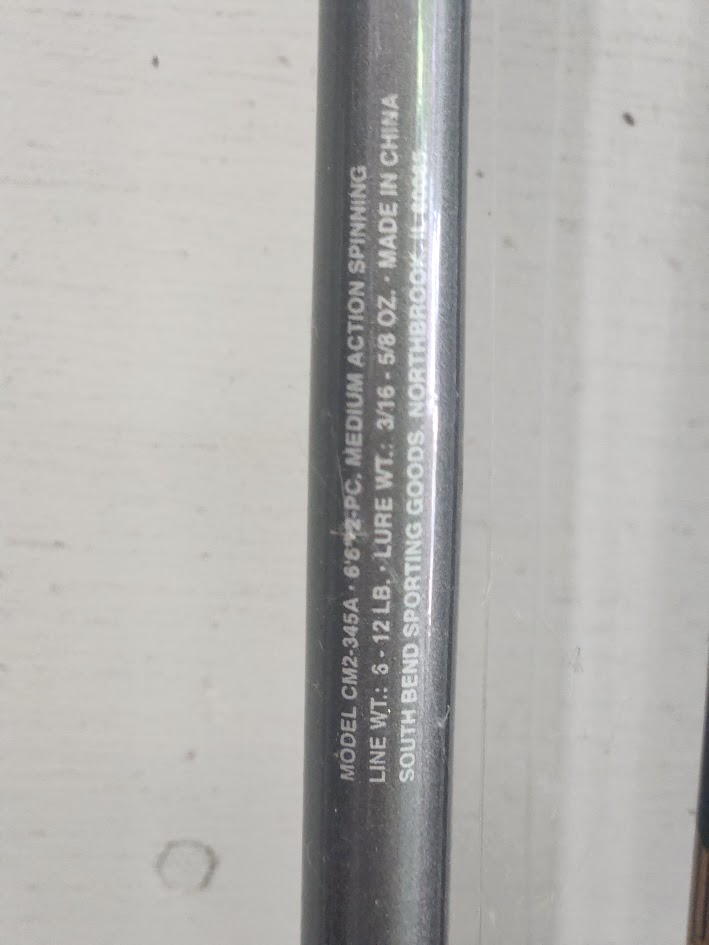 MODEL CM2-345A · 6'6" 2-PC. MEDIUM ACTION SPINNING
LINE WT.: 6 - 12 LB. · LURE WT.: 3/16 - 5/8 OZ. · MADE IN CHINA
SOUTH BEND SPORTING GOODS, NORTHBROOK, IL